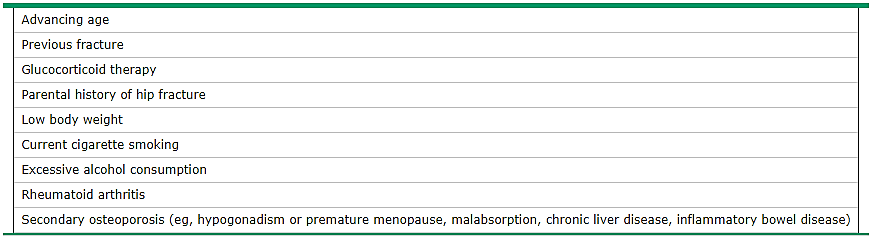 Advancing age
Previous fracture
Glucocorticoid therapy
Parental history of hip fracture
Low body weight
Current cigarette smoking
Excessive alcohol consumption
Rheumatoid arthritis
Secondary osteoporosis (eg, hypogonadism or premature menopause, malabsorption, chronic liver disease, inflammatory bowel disease)